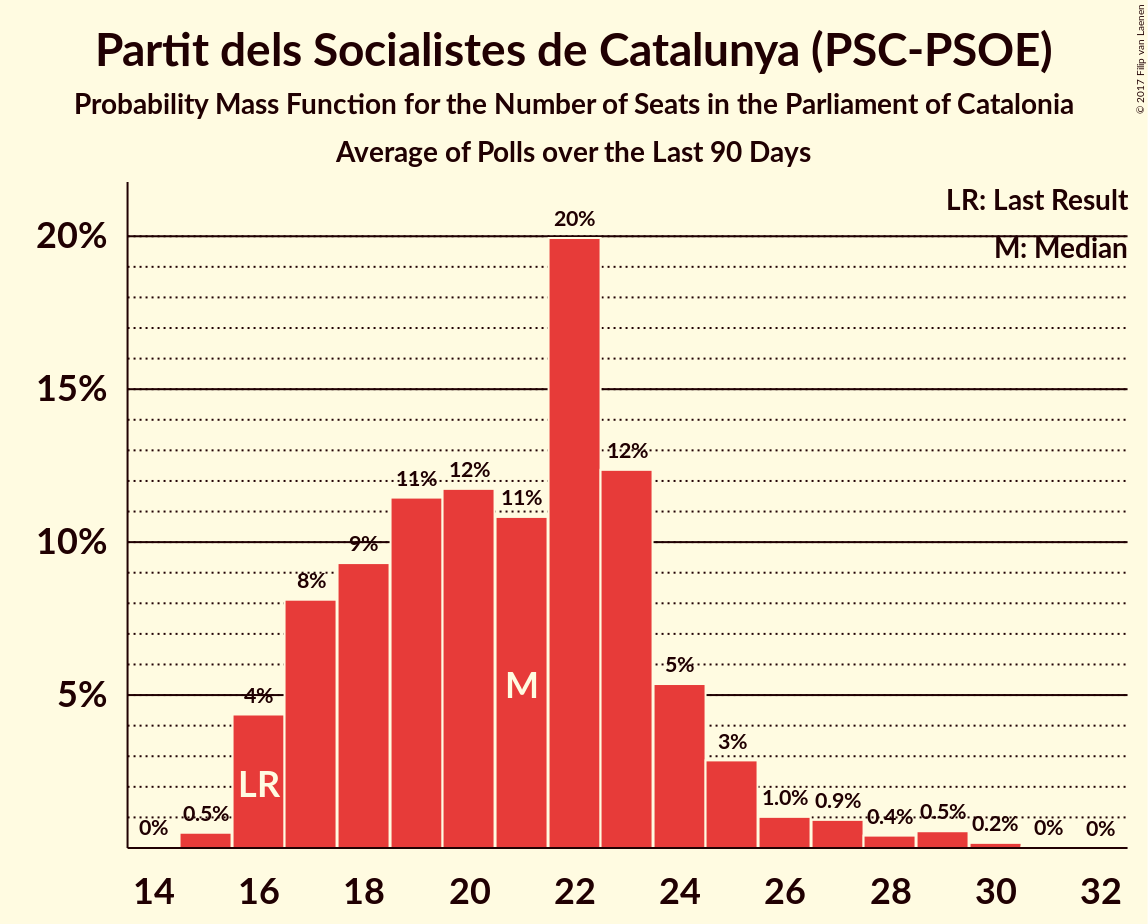 Partit dels Socialistes de Catalunya (PSC-PSOE)
Probability Mass Function for the Number of Seats in the Parliament of Catalonia
Average of Polls over the Last 90 Days
© 2017 Filip van Laenen
LR: Last Result
M: Median
20%
15%
10%
5%
0%
0.5%
4%
8%
9%
11%
12%
11%
20%
12%
5%
3%
1.0%
0.9%
0.4%
0.5%
0.2%
0%
0%
LR
M
14 16 18 20 22 24 26 28 30 32